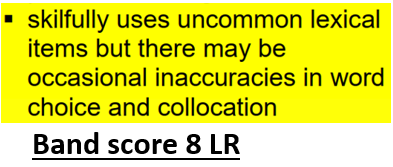 ▪ skilfully uses uncommon lexical
items but there may be
occasional inaccuracies in word
choice and collocation
Band score 8 LR